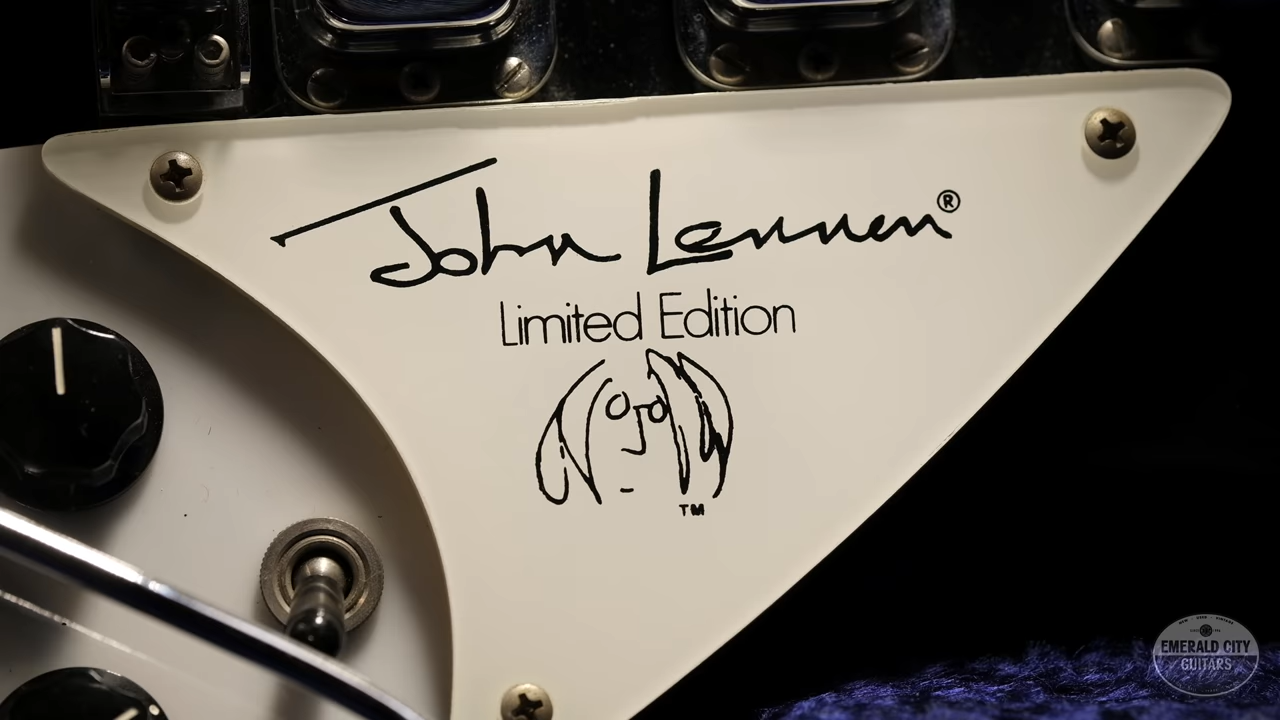 John Lennon®
Limited Edition
TM
EMERALD CITY
GUITARS